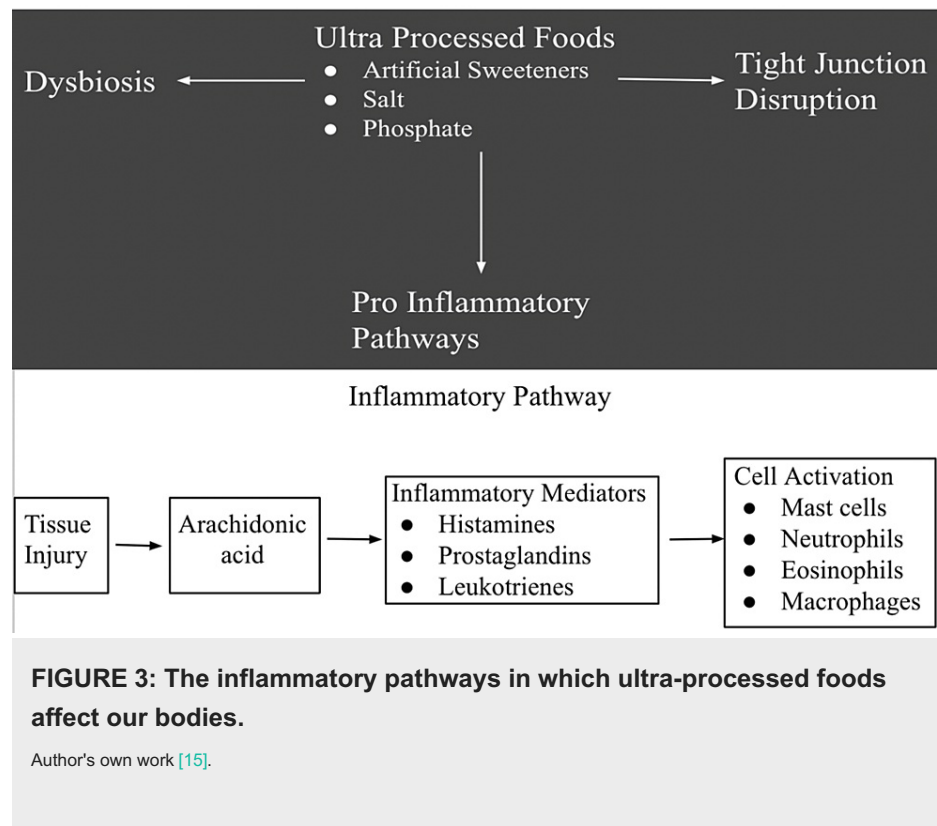 Ultra Processed Foods
● Artificial Sweeteners
● Salt
● Phosphate
Dysbiosis
Tight Junction
Disruption
Pro Inflammatory
Pathways
Inflammatory Pathway
Tissue
Injury
Arachidonic
acid
Inflammatory Mediators
● Histamines
● Prostaglandins
● Leukotrienes
Cell Activation
● Mast cells
● Neutrophils
● Eosinophils
● Macrophages
FIGURE 3: The inflammatory pathways in which ultra-processed foods
affect our bodies.
Author's own work [15].